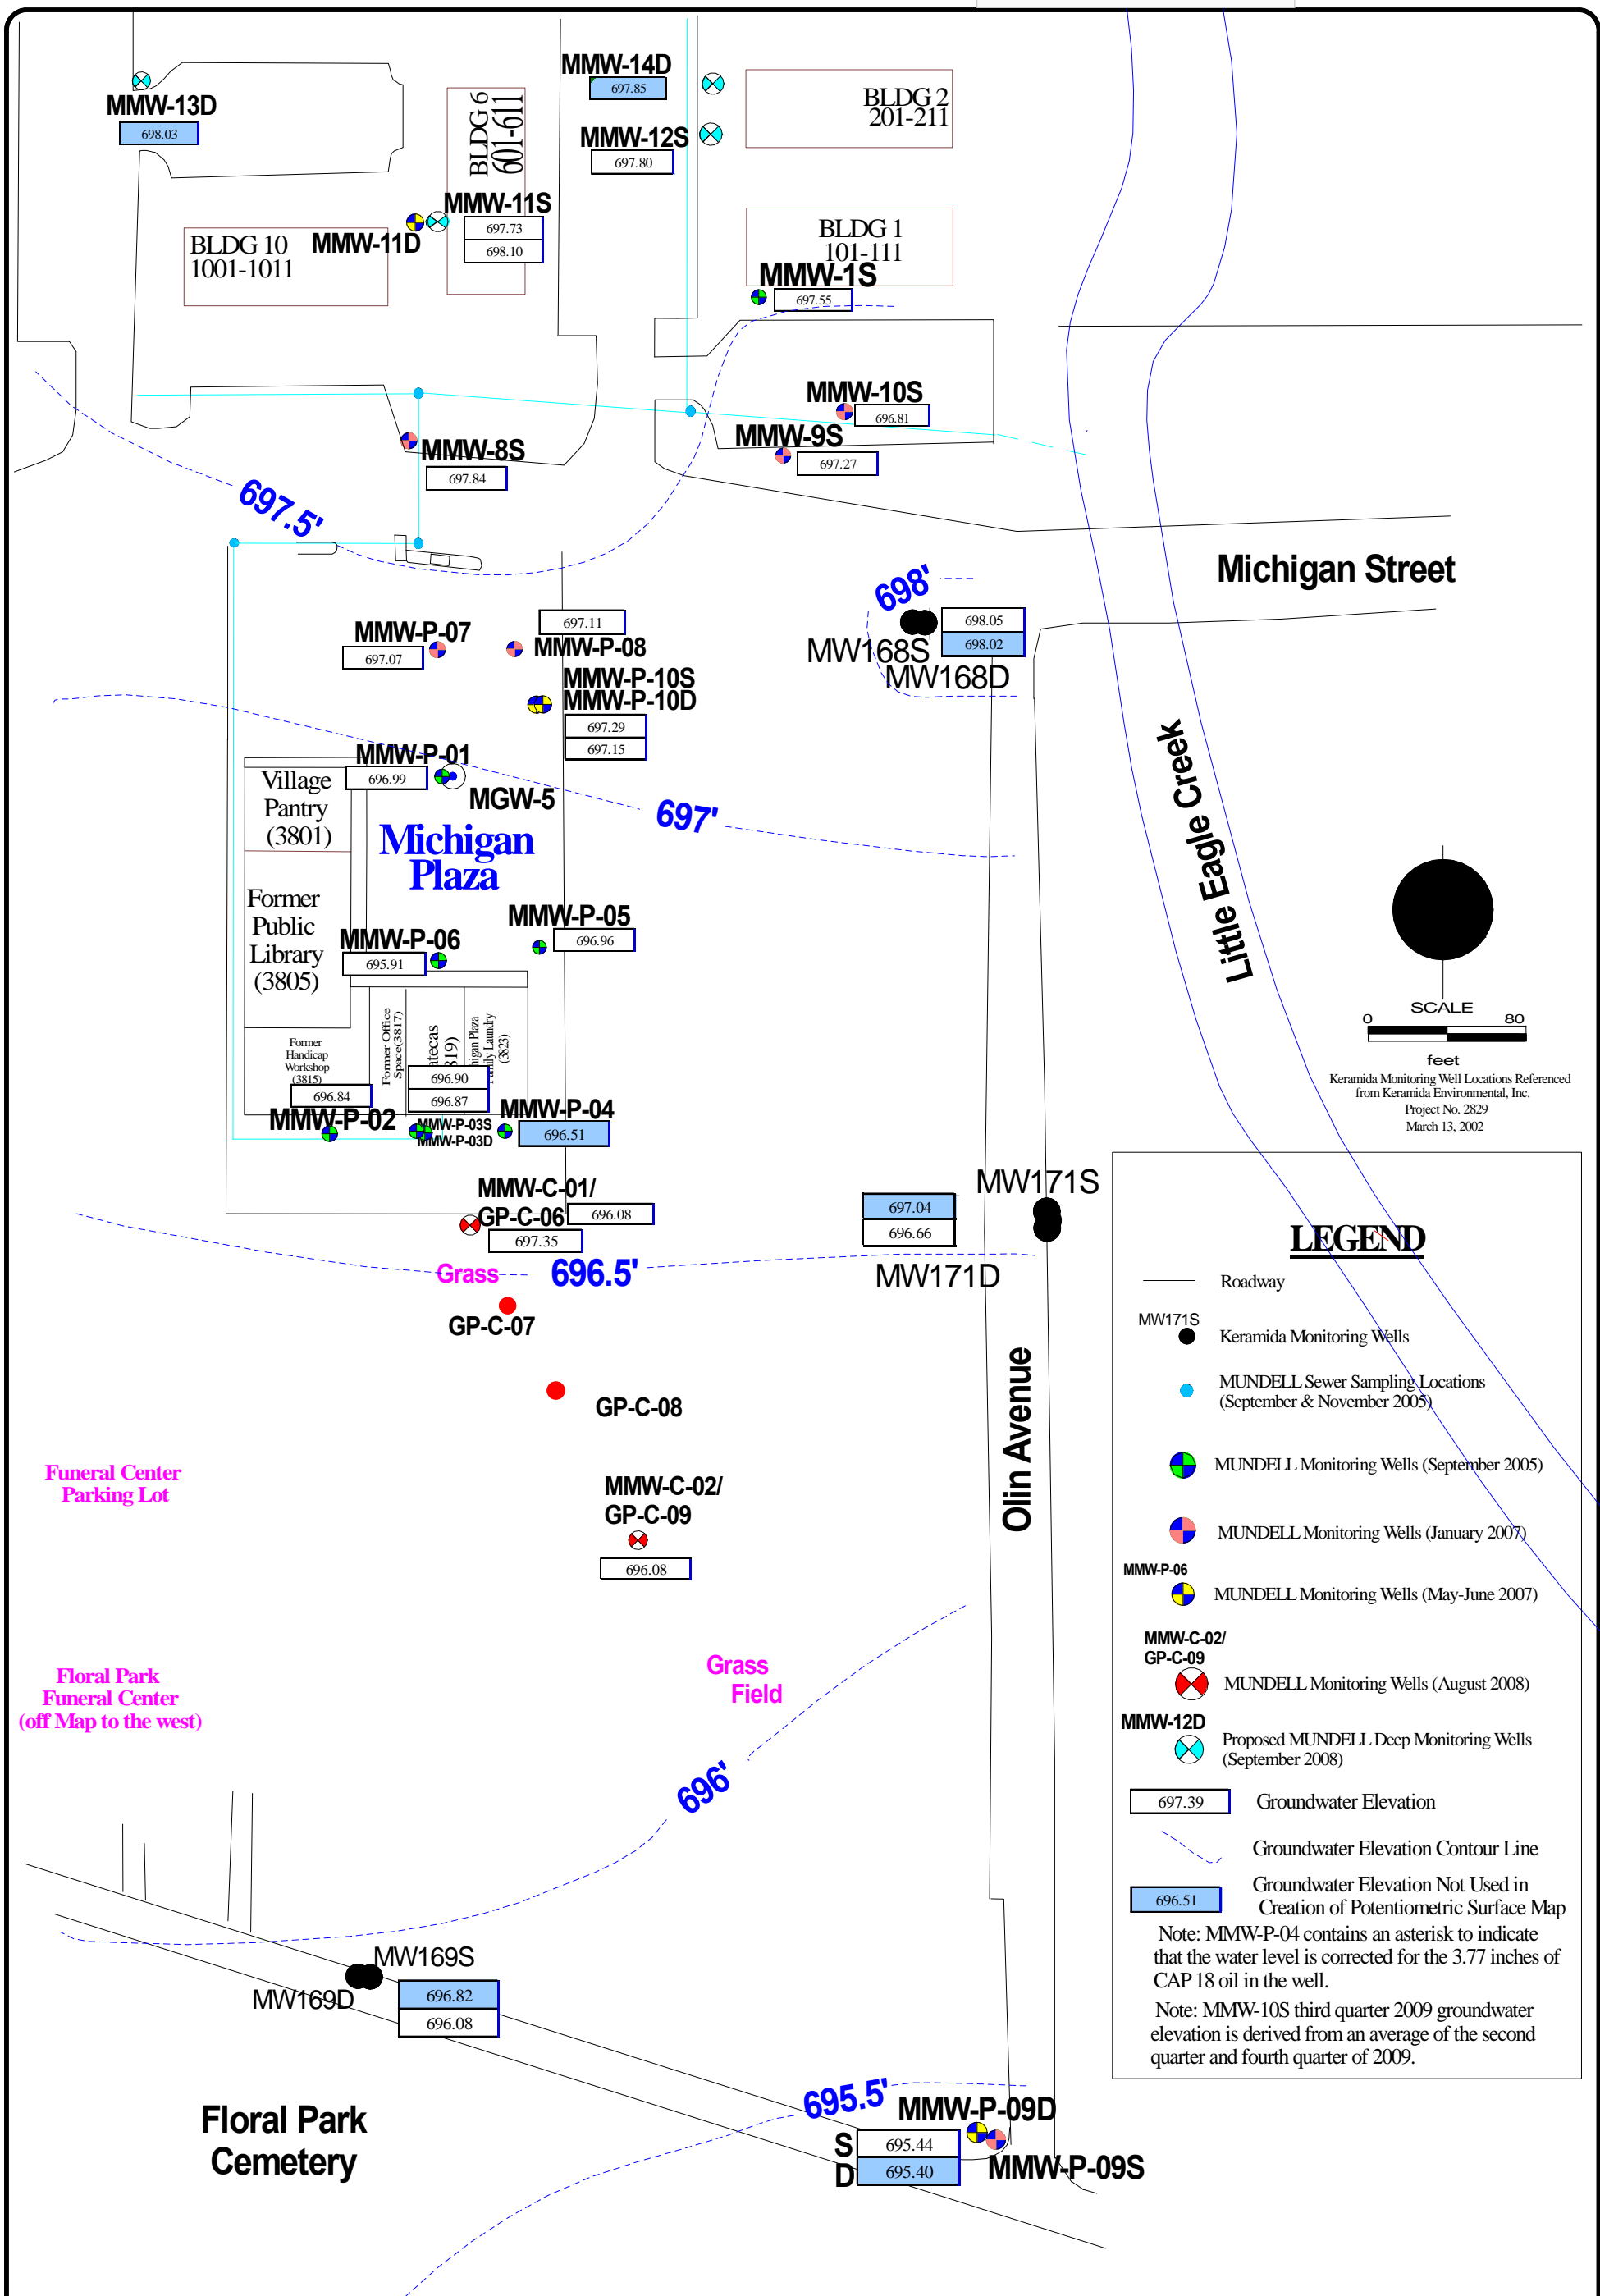 MMW-14D
697.85
MMW-13D
698.03
BLDG 6
601-611
BLDG 2
201-211
MMW-12S
697.80
MMW-11S
697.73
698.10
MMW-11D
BLDG 10
1001-1011
BLDG 1
101-111
MMW-1S
697.55
MMW-10S
696.81
MMW-9S
697.27
MMW-8S
697.84
697.5'
Michigan Street
698'
698.05
698.02
MW168S
MW168D
697.11
MMW-P-07
697.07
MMW-P-08
MMW-P-10S
MMW-P-10D
697.29
697.15
MMW-P-01
696.99
MGW-5
Village
Pantry
(3801)
697'
Michigan
Plaza
Little Eagle Creek
Former
Public
Library
(3805)
MMW-P-05
696.96
MMW-P-06
695.91
SCALE
0 80
feet
Keramida Monitoring Well Locations Referenced
from Keramida Environmental, Inc.
Project No. 2829
March 13, 2002
Former
Handicap
Workshop
(3815)
Former Office
Space(3817)
atecas
819)
higan Plaza
mily Laundry
(3823)
696.84
696.90
696.87
MMW-P-02
MMW-P-03S
MMW-P-03D
MMW-P-04
696.51
MMW-C-01/
GP-C-06
696.08
697.35
MW171S
697.04
696.66
MW171D
Grass
696.5'
GP-C-07
GP-C-08
Olin Avenue
Funeral Center
Parking Lot
MMW-C-02/
GP-C-09
696.08
Grass
Field
Floral Park
Funeral Center
(off Map to the west)
696'
MW169S
MW169D
696.82
696.08
Floral Park
Cemetery
695.5'
MMW-P-09D
S
695.44
D
695.40
MMW-P-09S
LEGEND
Roadway
MW171S
Keramida Monitoring Wells
MUNDELL Sewer Sampling Locations
(September & November 2005)
MUNDELL Monitoring Wells (September 2005)
MUNDELL Monitoring Wells (January 2007)
MMW-P-06
MUNDELL Monitoring Wells (May-June 2007)
MMW-C-02/
GP-C-09
MUNDELL Monitoring Wells (August 2008)
MMW-12D
Proposed MUNDELL Deep Monitoring Wells
(September 2008)
697.39
Groundwater Elevation
Groundwater Elevation Contour Line
696.51
Groundwater Elevation Not Used in
Creation of Potentiometric Surface Map
Note: MMW-P-04 contains an asterisk to indicate
that the water level is corrected for the 3.77 inches of
CAP 18 oil in the well.
Note: MMW-10S third quarter 2009 groundwater
elevation is derived from an average of the second
quarter and fourth quarter of 2009.